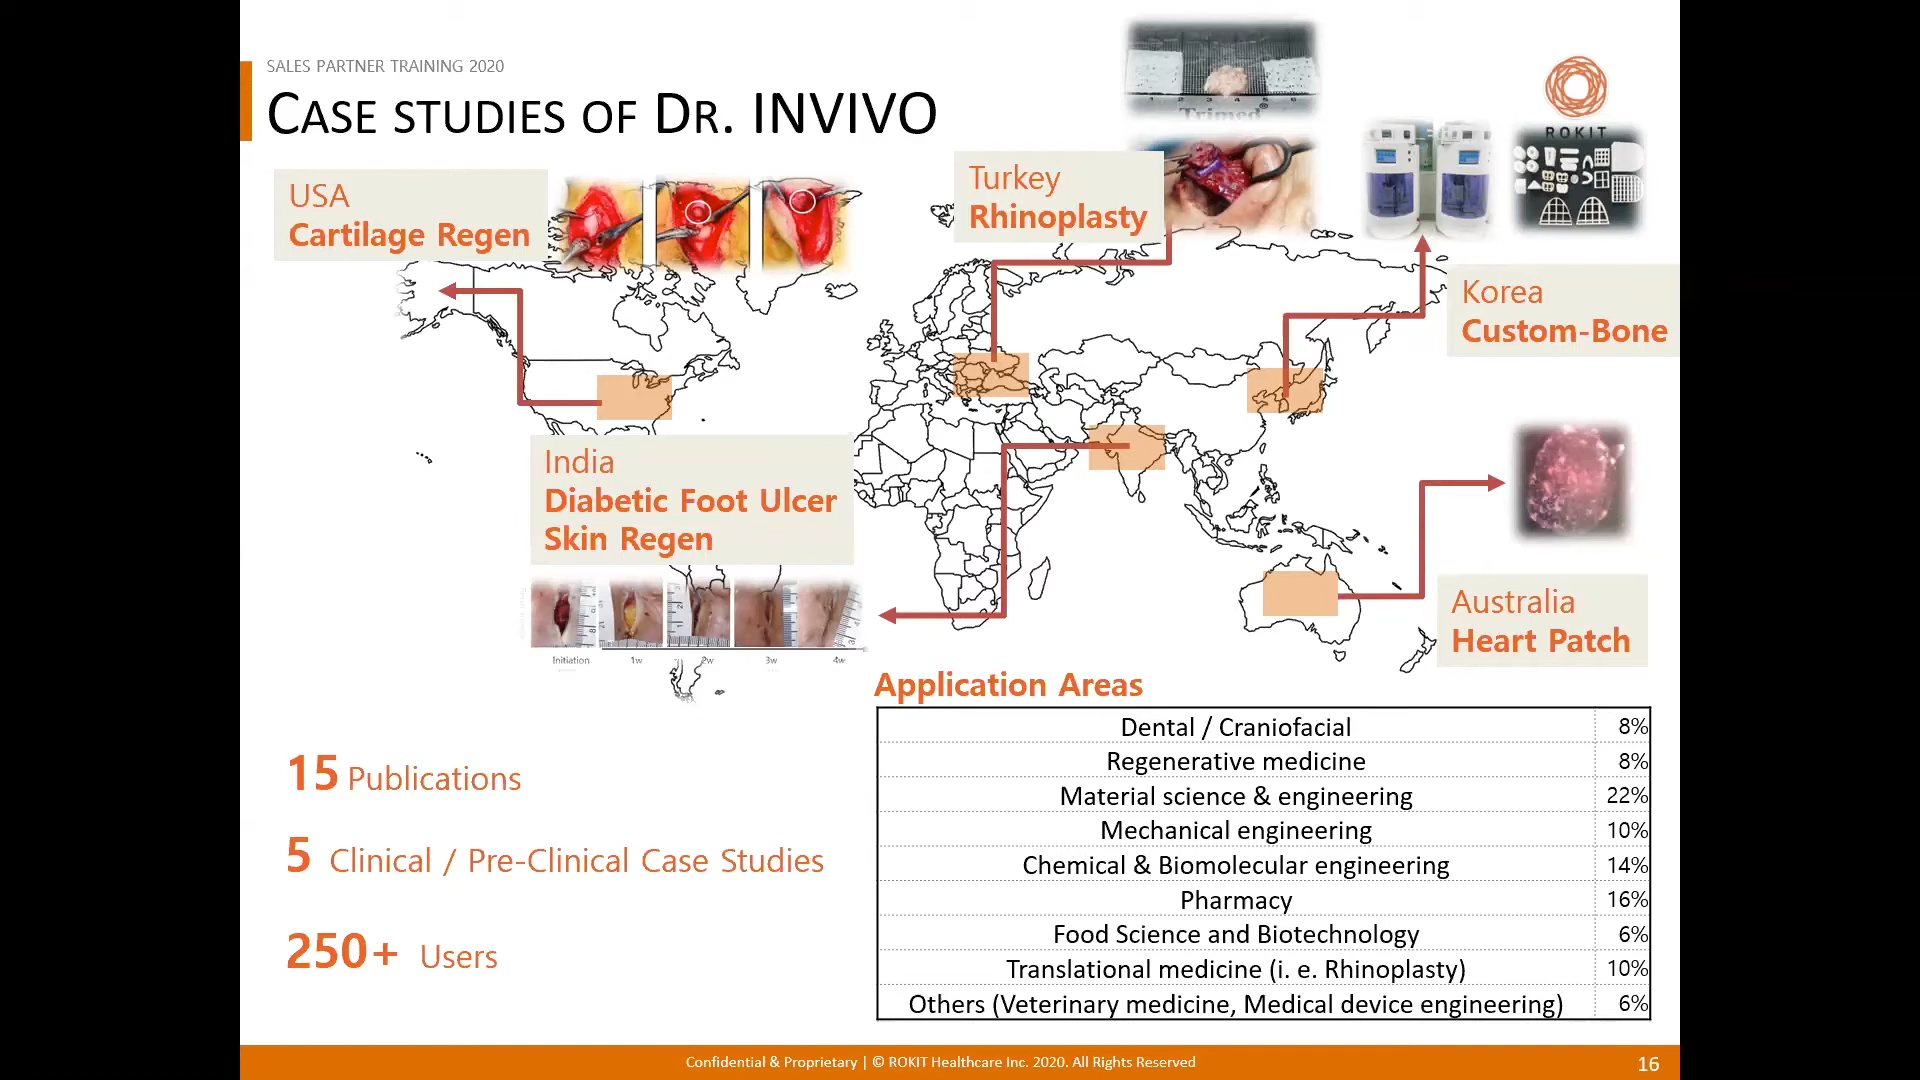 SALES PARTNER TRAINING 2020
CASE STUDIES OF DR. INVIVO
Trimed®
ROKIT
USA
Cartilage Regen
Turkey
Rhinoplasty
Korea
Custom-Bone
India
Diabetic Foot Ulcer
Skin Regen
Initiation 1w 2w 3w 4w
Australia
Heart Patch
15 Publications
5 Clinical / Pre-Clinical Case Studies
250+ Users
Application Areas
Dental / Craniofacial 8%
Regenerative medicine 8%
Material science & engineering 22%
Mechanical engineering 10%
Chemical & Biomolecular engineering 14%
Pharmacy 16%
Food Science and Biotechnology 6%
Translational medicine (i. e. Rhinoplasty) 10%
Others (Veterinary medicine, Medical device engineering) 6%
Confidential & Proprietary | © ROKIT Healthcare Inc. 2020. All Rights Reserved
16